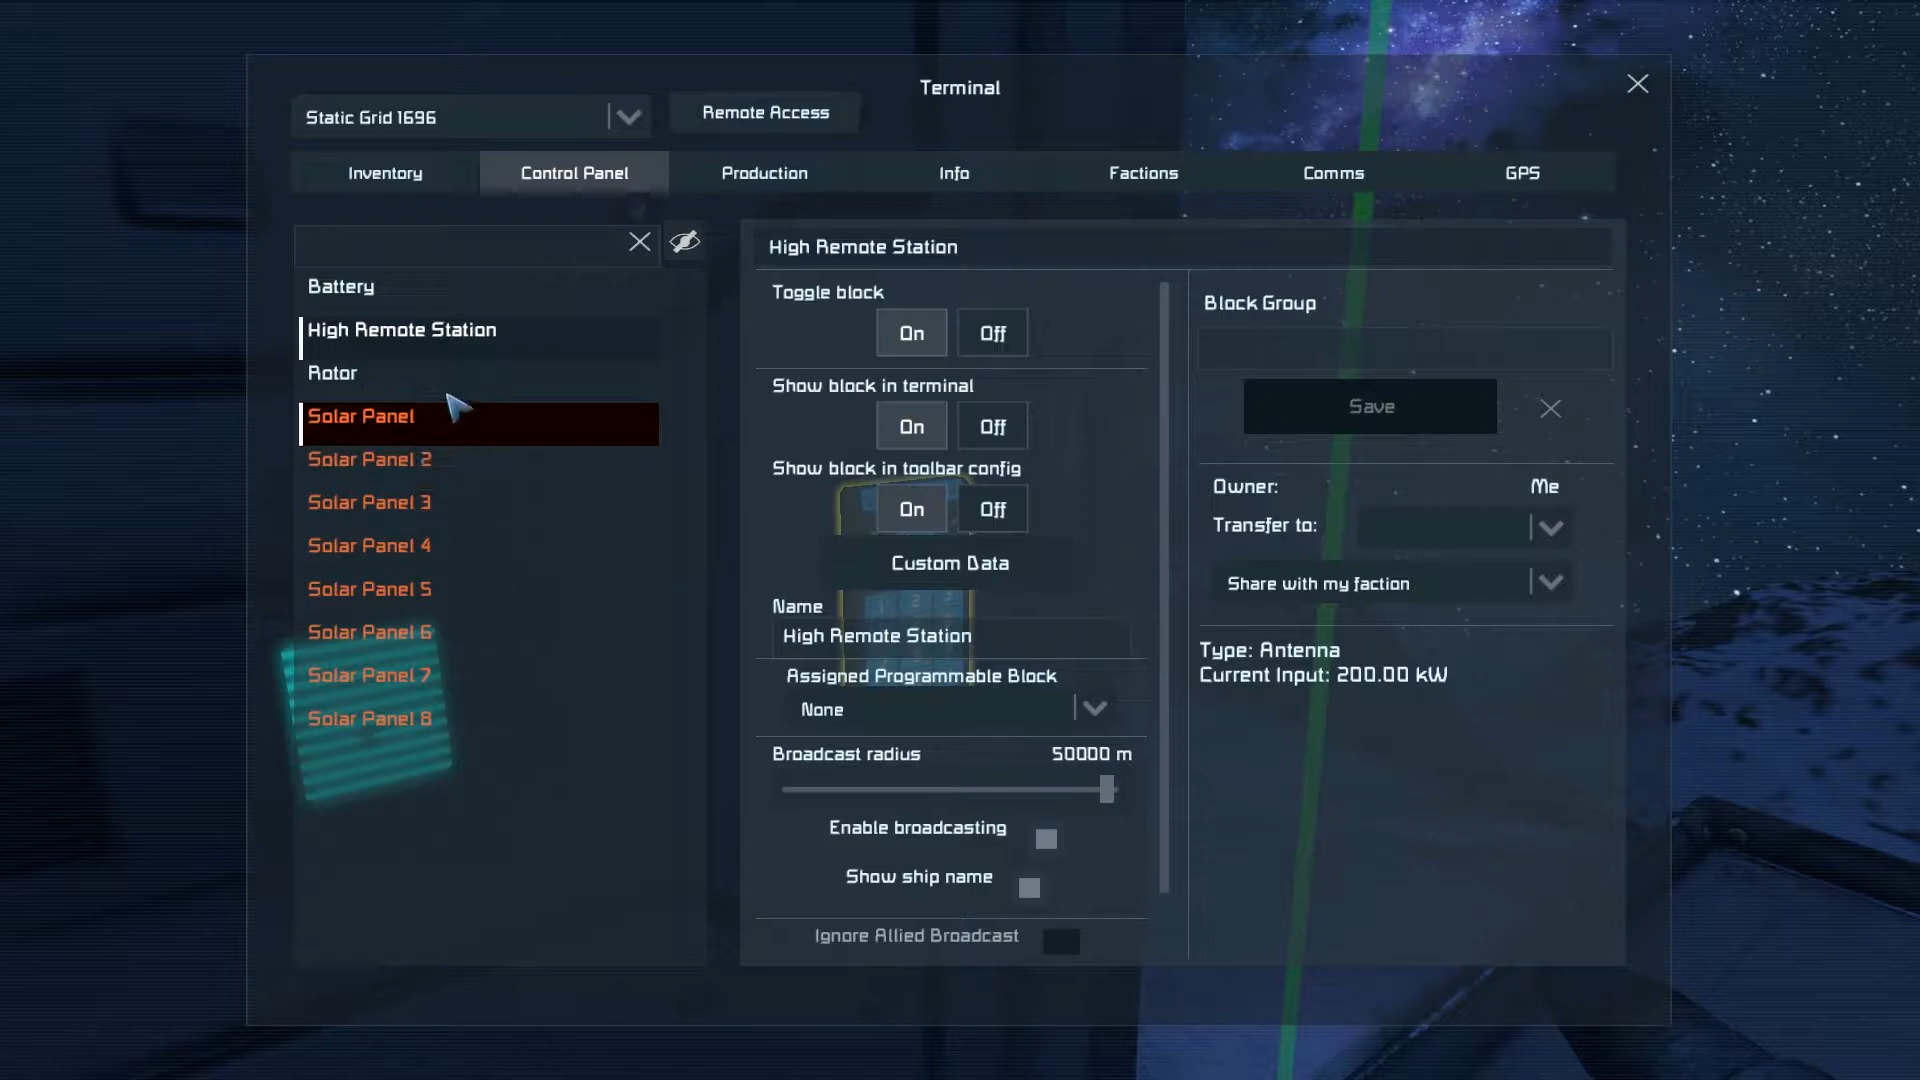 Terminal
Static Grid 1696
Remote Access
Inventory
Control Panel
Production
Info
Factions
Comms
GPS
Battery
High Remote Station
Rotor
Solar Panel
Solar Panel 2
Solar Panel 3
Solar Panel 4
Solar Panel 5
Solar Panel 6
Solar Panel 7
Solar Panel 8
High Remote Station
Toggle block
On Off
Show block in terminal
On Off
Show block in toolbar config
On Off
Custom Data
Name
High Remote Station
Assigned Programmable Block
None
Broadcast radius 50000 m
Enable broadcasting
Show ship name
Ignore Allied Broadcast
Block Group
Save
Owner: Me
Transfer to:
Share with my faction
Type: Antenna
Current Input: 200.00 kW